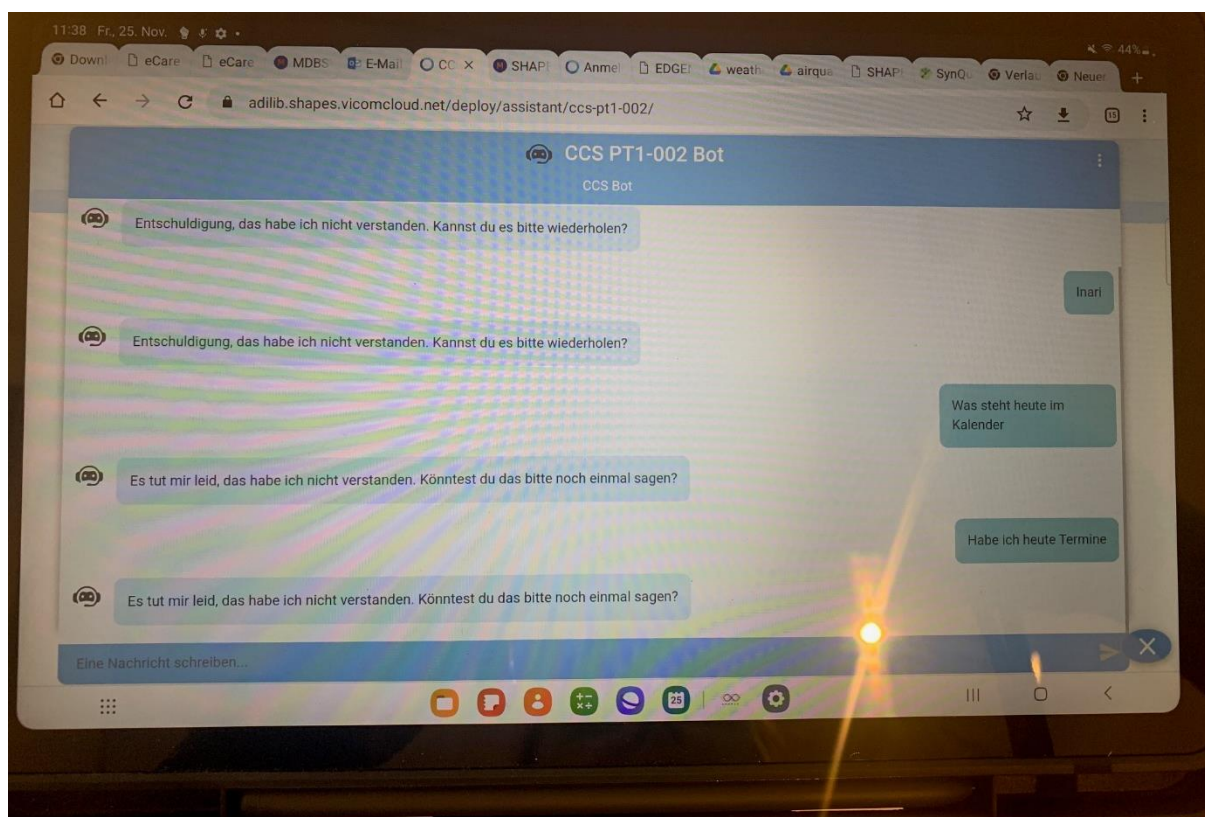 11:38 Fr., 25. Nov.
44%
Downl eCare eCare MDBS E-Mail CC SHAP Anmel EDGE weath airqua SHAP SynQu Verlau Neuer
adilib.shapes.vicomcloud.net/deploy/assistant/ccs-pt1-002/
15
CCS PT1-002 Bot
CCS Bot
Entschuldigung, das habe ich nicht verstanden. Kannst du es bitte wiederholen?
Inari
Entschuldigung, das habe ich nicht verstanden. Kannst du es bitte wiederholen?
Was steht heute im
Kalender
Es tut mir leid, das habe ich nicht verstanden. Könntest du das bitte noch einmal sagen?
Habe ich heute Termine
Es tut mir leid, das habe ich nicht verstanden. Könntest du das bitte noch einmal sagen?
Eine Nachricht schreiben...
25